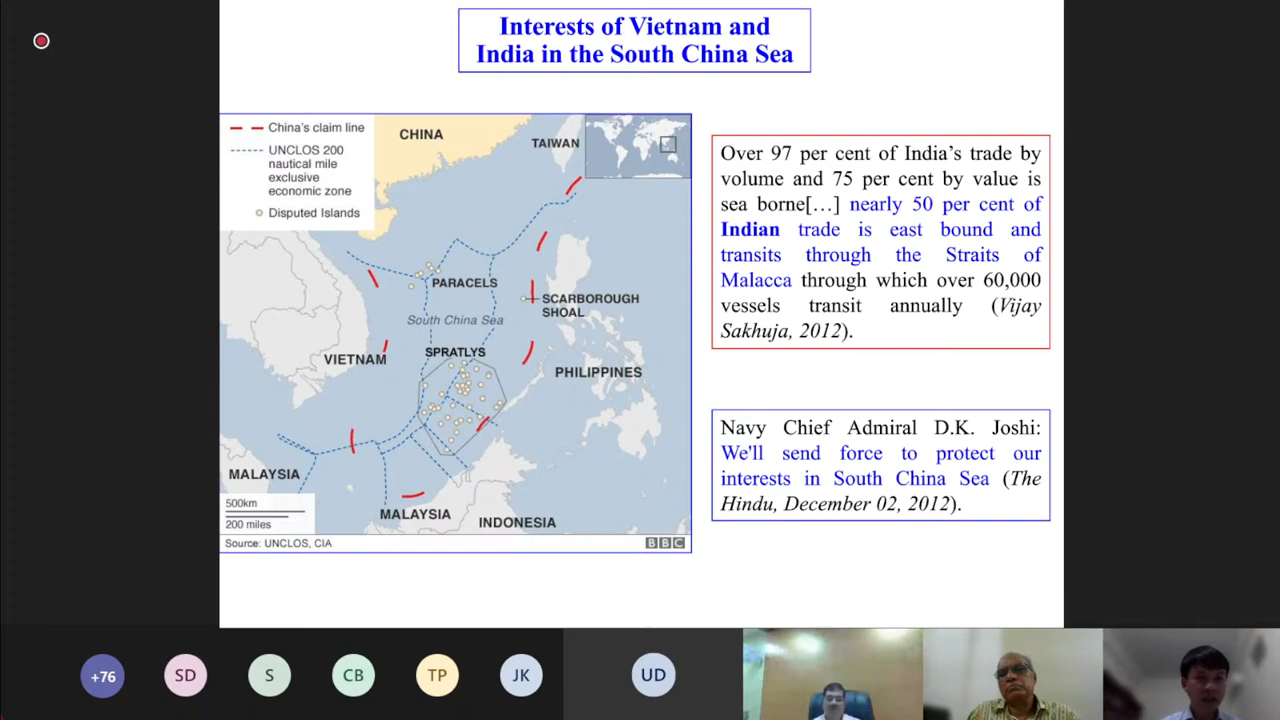 Interests of Vietnam and
India in the South China Sea
China's claim line
UNCLOS 200
nautical mile
exclusive
economic zone
Disputed Islands
CHINA
TAIWAN
PARACELS
SCARBOROUGH
SHOAL
South China Sea
VIETNAM
SPRATLYS
PHILIPPINES
MALAYSIA
500km
200 miles
MALAYSIA
INDONESIA
Source: UNCLOS, CIA
BBC
Over 97 per cent of India's trade by
volume and 75 per cent by value is
sea borne[…] nearly 50 per cent of
Indian trade is east bound and
transits through the Straits of
Malacca through which over 60,000
vessels transit annually (Vijay
Sakhuja, 2012).
Navy Chief Admiral D.K. Joshi:
We'll send force to protect our
interests in South China Sea (The
Hindu, December 02, 2012).
+76
SD
S
CB
TP
JK
UD